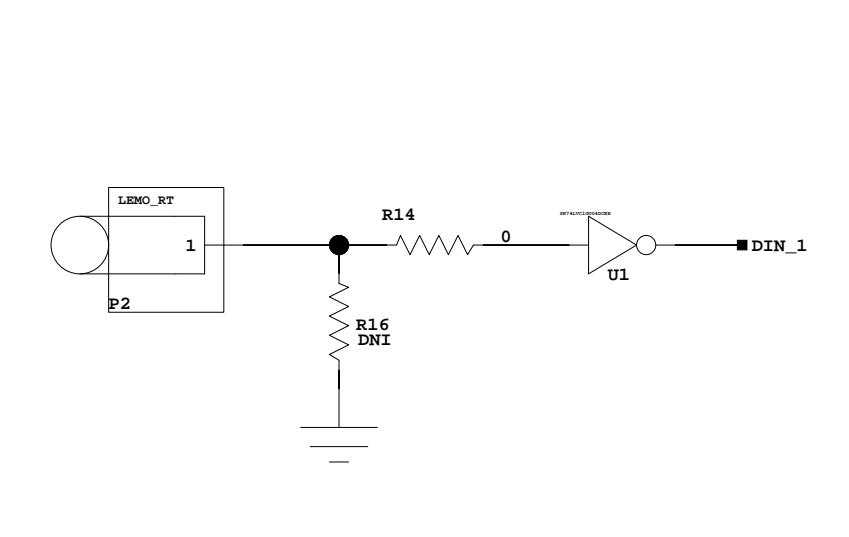 LEMO_RT
1
P2
R14
0
R16
DNI
U1
DIN_1